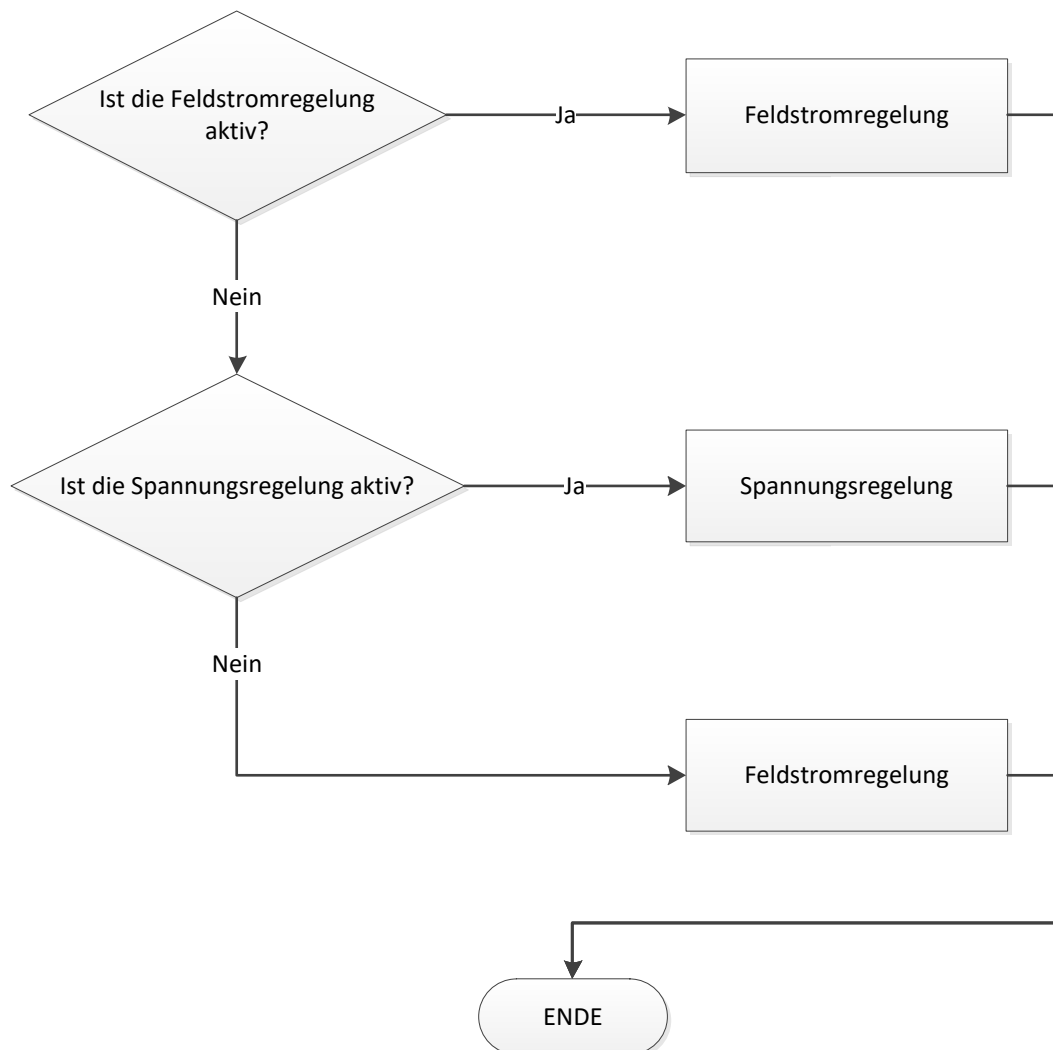 Ist die Feldstromregelung
aktiv?
Ja
Feldstromregelung
Nein
Ist die Spannungsregelung aktiv?
Ja
Spannungsregelung
Nein
Feldstromregelung
ENDE